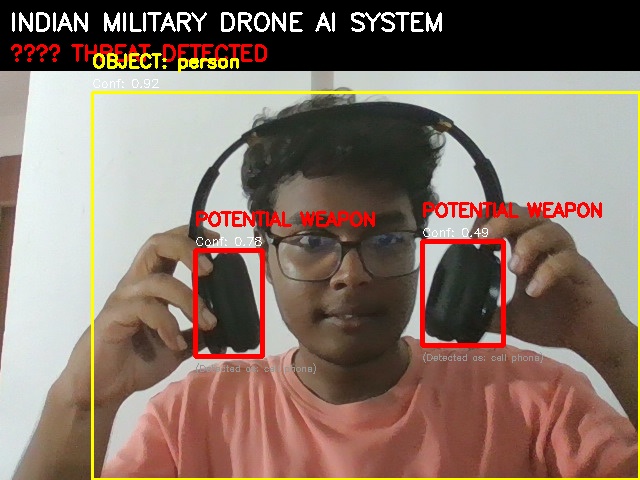 INDIAN MILITARY DRONE AI SYSTEM
???? THREAT DETECTED
OBJECT: person
Conf: 0.92
POTENTIAL WEAPON
Conf: 0.78
(Detected as: cell phone)
POTENTIAL WEAPON
Conf: 0.49
(Detected as: cell phone)